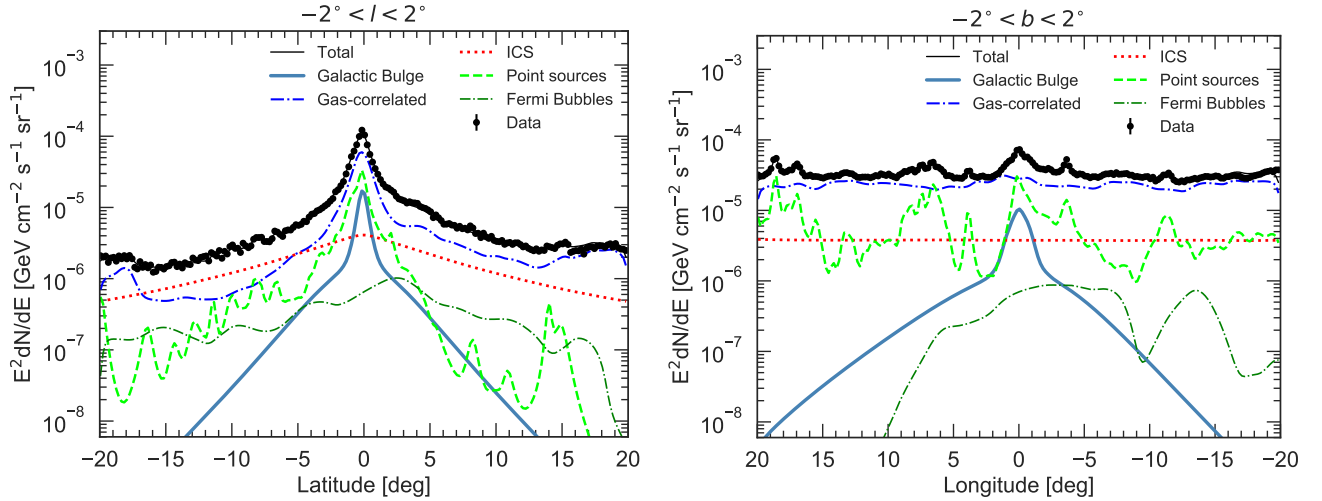 −2° < l < 2°
10⁻³
10⁻⁴
10⁻⁵
10⁻⁶
10⁻⁷
10⁻⁸
E²dN/dE [GeV cm⁻² s⁻¹ sr⁻¹]
Total
Galactic Bulge
Gas-correlated
ICS
Point sources
Fermi Bubbles
Data
−20 −15 −10 −5 0 5 10 15 20
Latitude [deg]
−2° < b < 2°
10⁻³
10⁻⁴
10⁻⁵
10⁻⁶
10⁻⁷
10⁻⁸
E²dN/dE [GeV cm⁻² s⁻¹ sr⁻¹]
Total
Galactic Bulge
Gas-correlated
ICS
Point sources
Fermi Bubbles
Data
20 15 10 5 0 −5 −10 −15 −20
Longitude [deg]